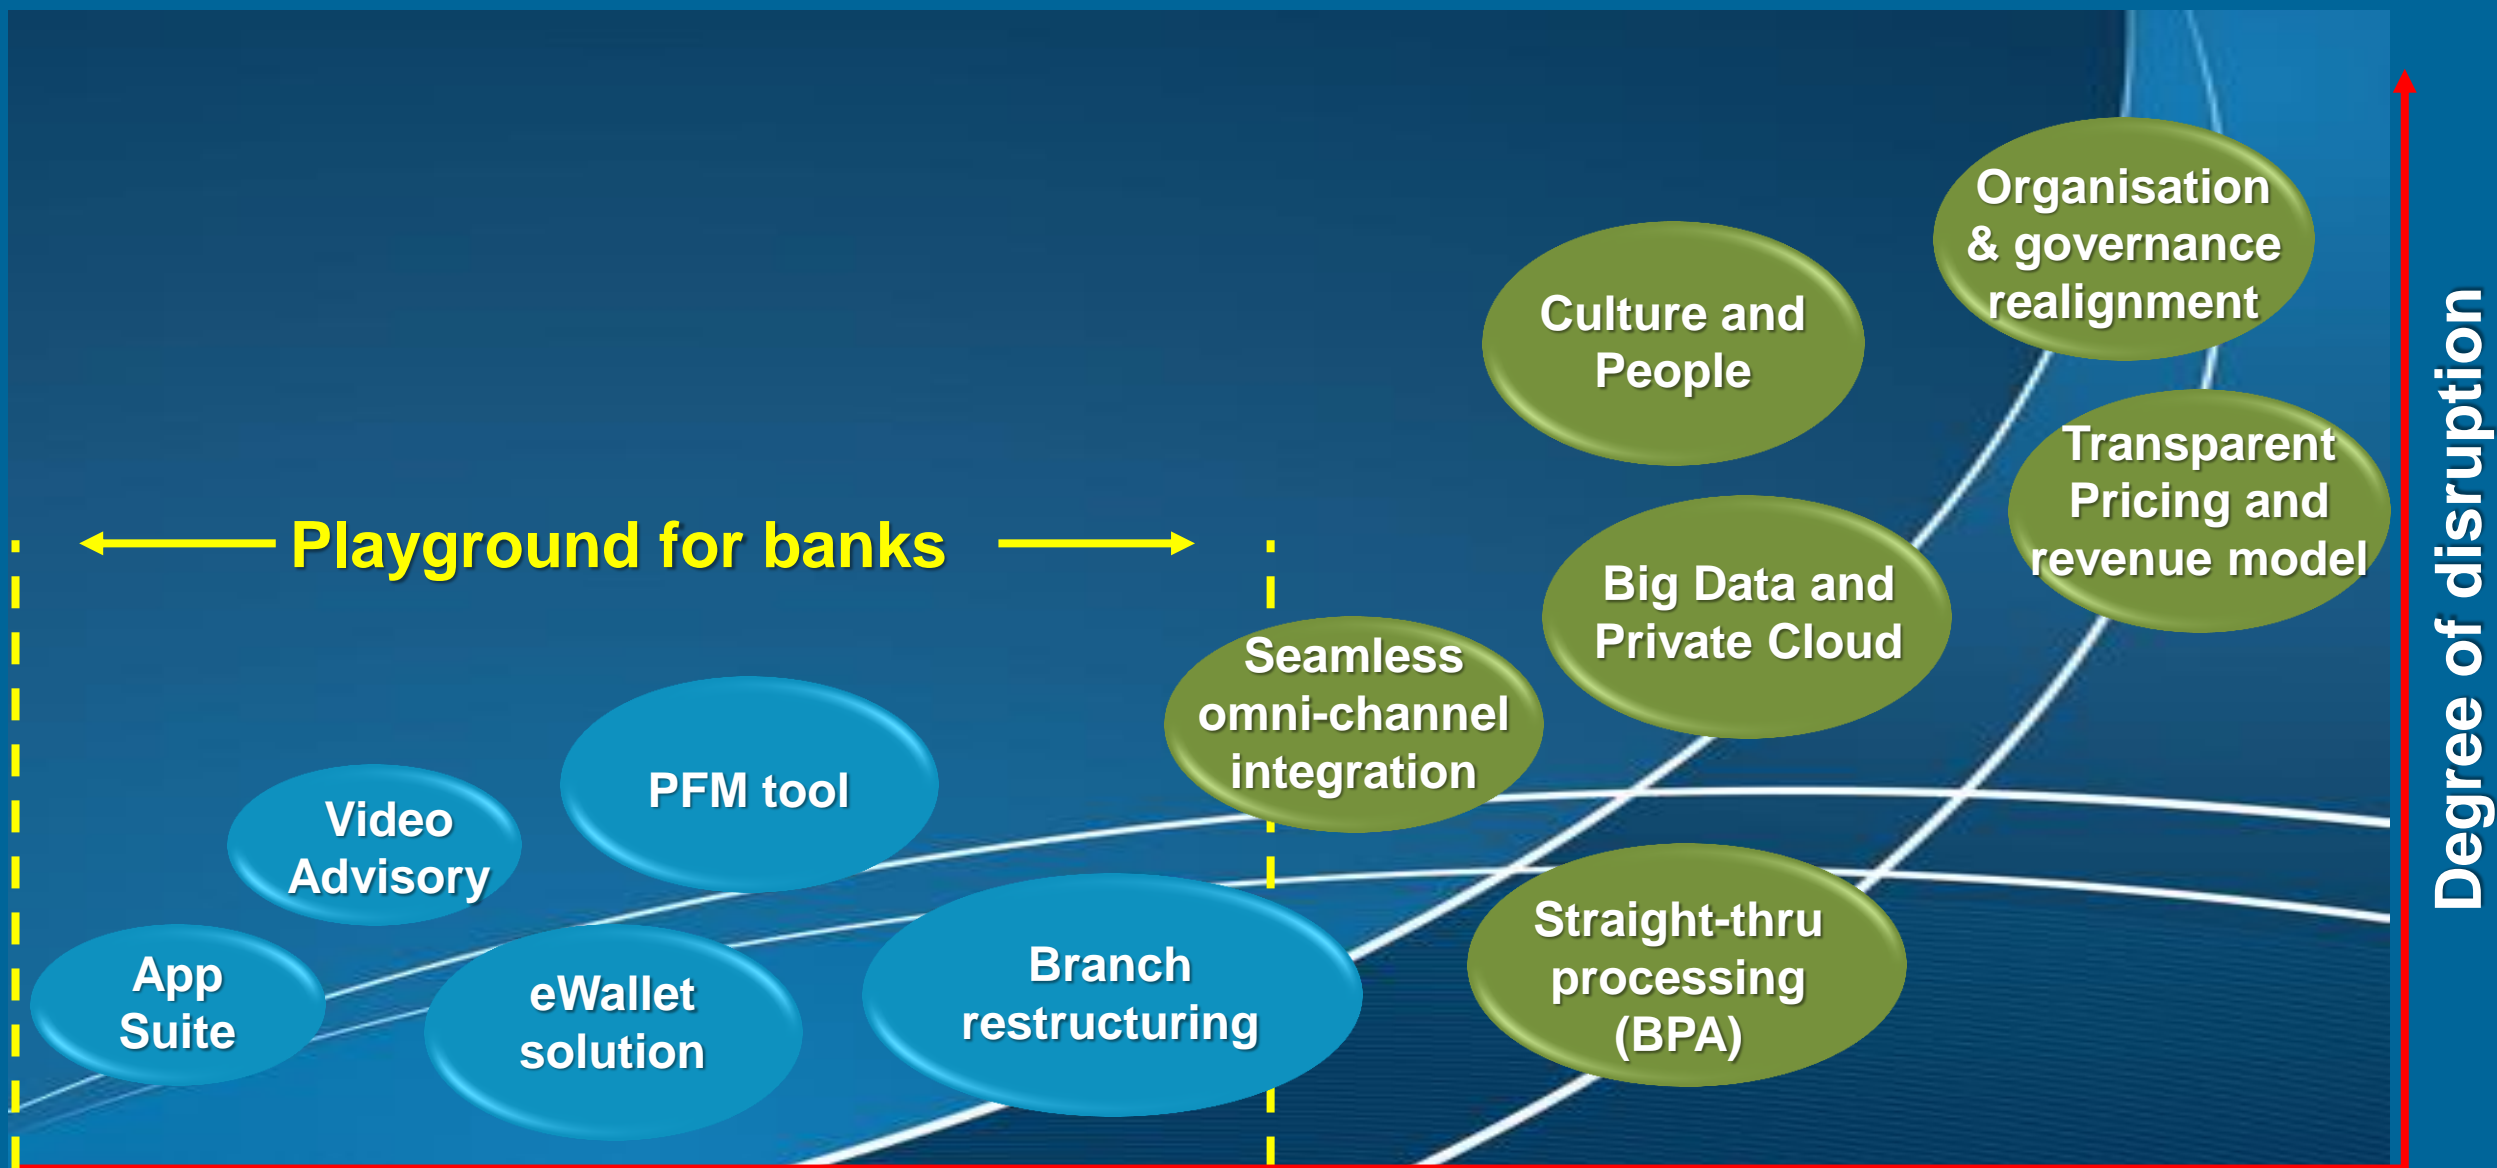 Organisation
& governance
realignment
Culture and
People
Transparent
Pricing and
revenue model
Playground for banks
Big Data and
Private Cloud
Seamless
omni-channel
integration
PFM tool
Video
Advisory
Straight-thru
processing
(BPA)
Branch
restructuring
App
Suite
eWallet
solution
Degree of disruption